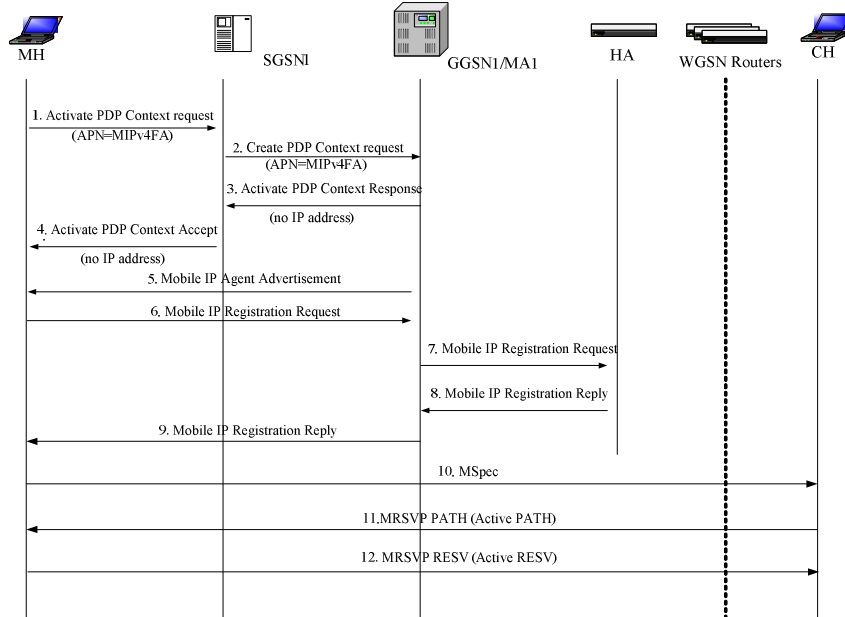 MH
SGSN1
GGSN1/MA1
HA
WGSN Routers
CH
1. Activate PDP Context request
(APN=MIPv4FA)
2. Create PDP Context request
(APN=MIPv4FA)
3. Activate PDP Context Response
(no IP address)
4. Activate PDP Context Accept
(no IP address)
5. Mobile IP Agent Advertisement
6. Mobile IP Registration Request
7. Mobile IP Registration Request
8. Mobile IP Registration Reply
9. Mobile IP Registration Reply
10. MSpec
11.MRSVP PATH (Active PATH)
12. MRSVP RESV (Active RESV)